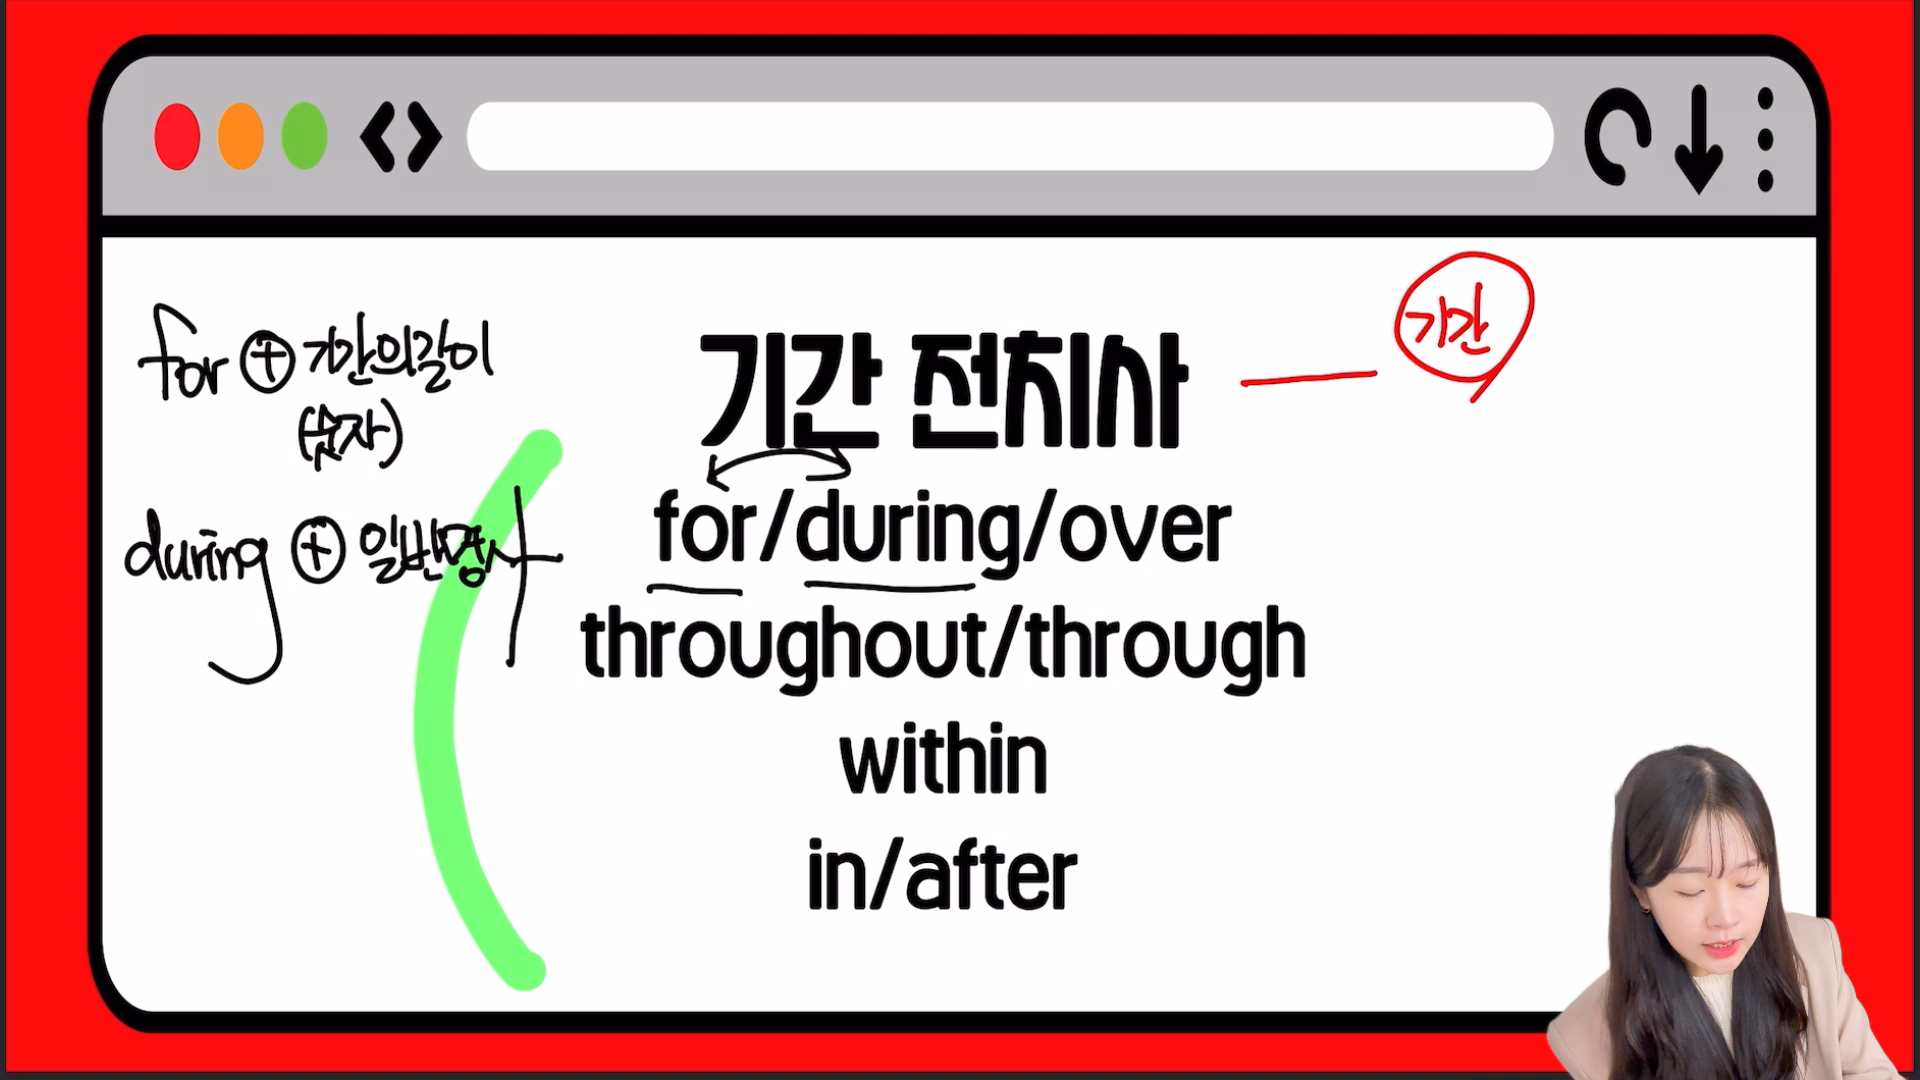 for + 기간의길이
(숫자)
during + 일반명사
기간 전치사
기간
for/during/over
throughout/through
within
in/after